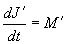 dJ′/dt = M′